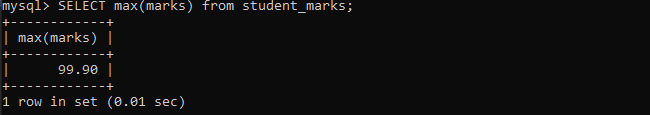 mysql> SELECT max(marks) from student_marks;
+------------+
| max(marks) |
+------------+
|      99.90 |
+------------+
1 row in set (0.01 sec)